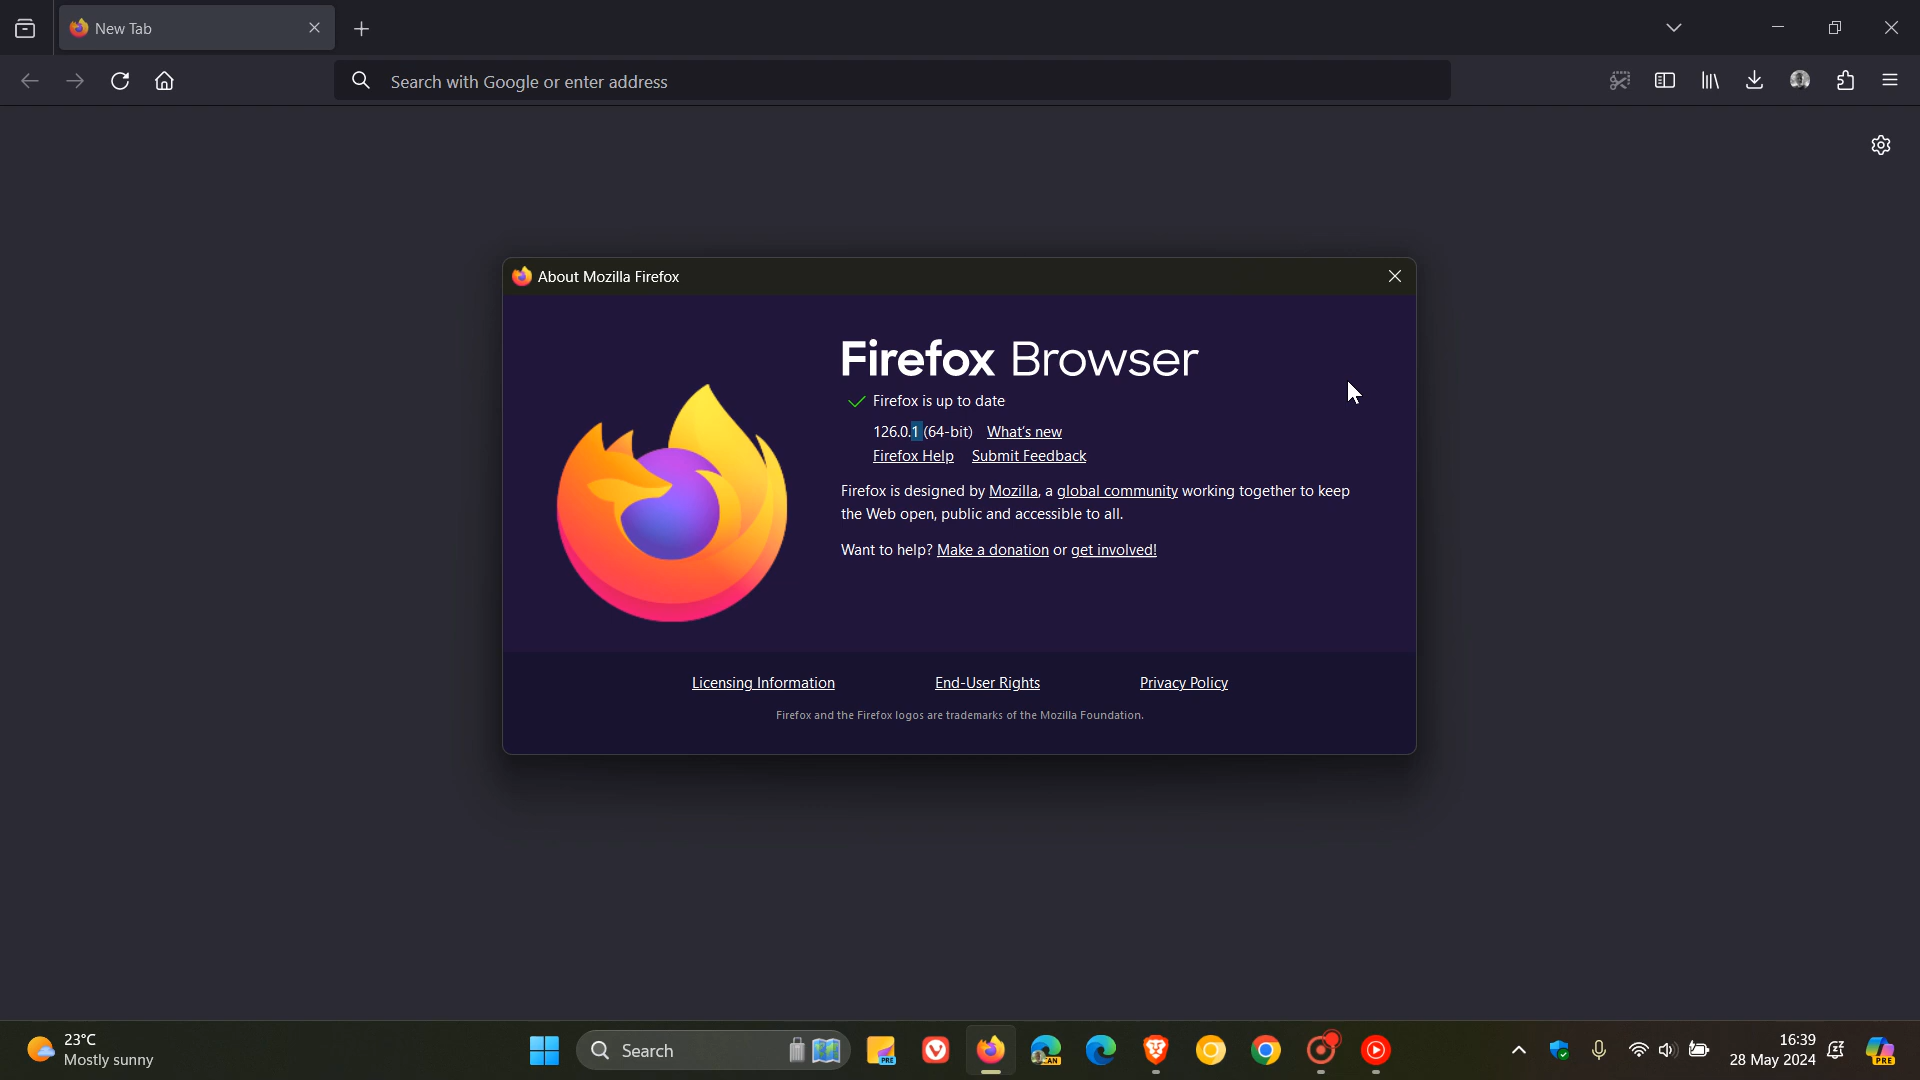 New Tab
Search with Google or enter address
About Mozilla Firefox
Firefox Browser
Firefox is up to date
126.0.1 (64-bit) What's new
Firefox Help Submit Feedback
Firefox is designed by Mozilla, a global community working together to keep
the Web open, public and accessible to all.
Want to help? Make a donation or get involved!
Licensing Information End-User Rights Privacy Policy
Firefox and the Firefox logos are trademarks of the Mozilla Foundation.
23°C
Mostly sunny
Search
PRE
CAN
16:39
28 May 2024
PRE